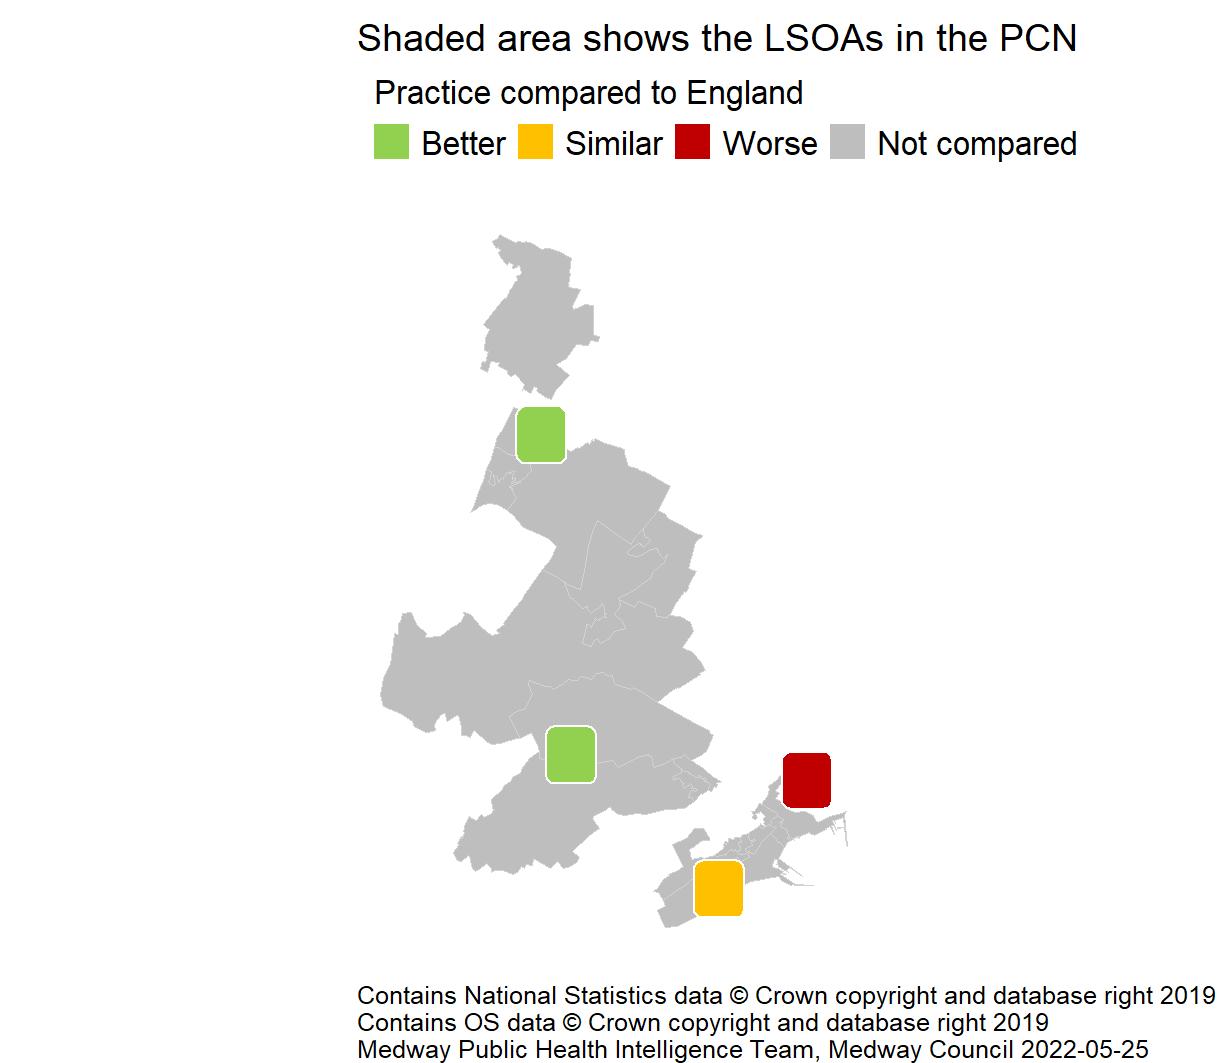 Shaded area shows the LSOAs in the PCN
Practice compared to England
Better Similar Worse Not compared
Contains National Statistics data © Crown copyright and database right 2019
Contains OS data © Crown copyright and database right 2019
Medway Public Health Intelligence Team, Medway Council 2022-05-25